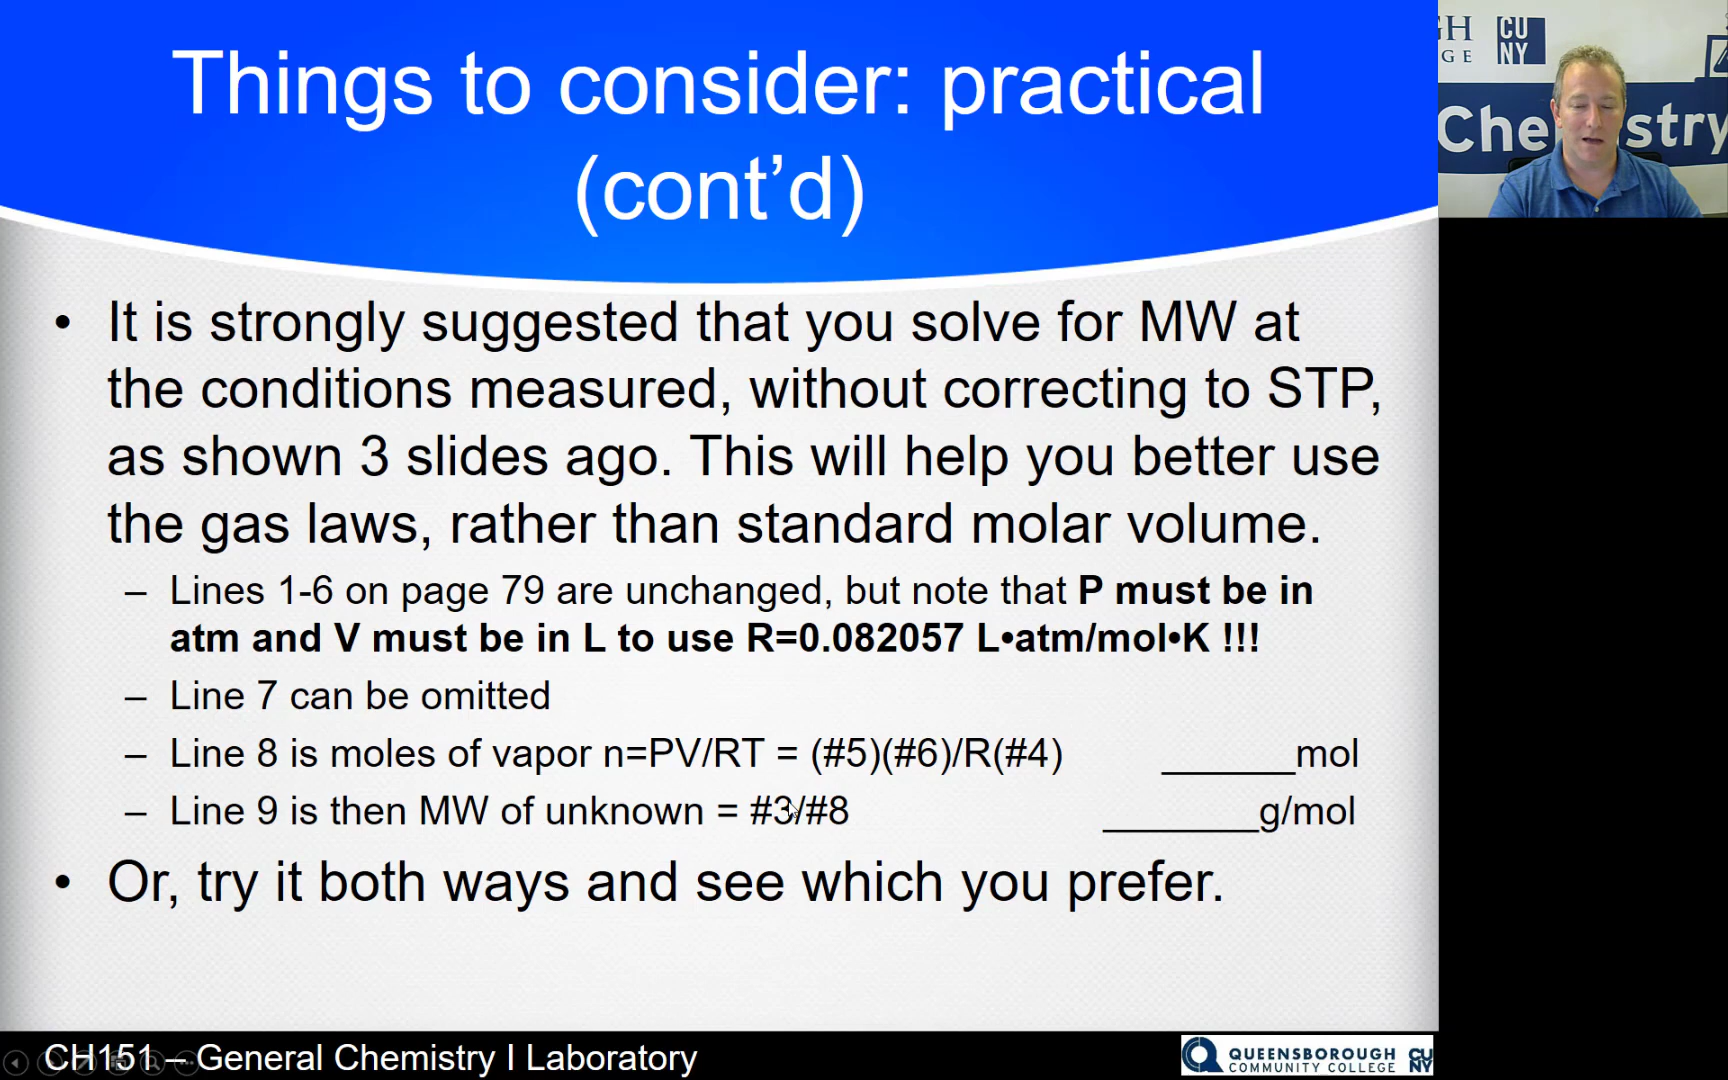 Things to consider: practical
(cont’d)
• It is strongly suggested that you solve for MW at
the conditions measured, without correcting to STP,
as shown 3 slides ago. This will help you better use
the gas laws, rather than standard molar volume.
– Lines 1-6 on page 79 are unchanged, but note that P must be in
atm and V must be in L to use R=0.082057 L•atm/mol•K !!!
– Line 7 can be omitted
– Line 8 is moles of vapor n=PV/RT = (#5)(#6)/R(#4) ______mol
– Line 9 is then MW of unknown = #3/#8 _______g/mol
• Or, try it both ways and see which you prefer.
CH151 – General Chemistry I Laboratory
QUEENSBOROUGH
COMMUNITY COLLEGE
CU
NY
GH
GE
CU
NY
Che stry